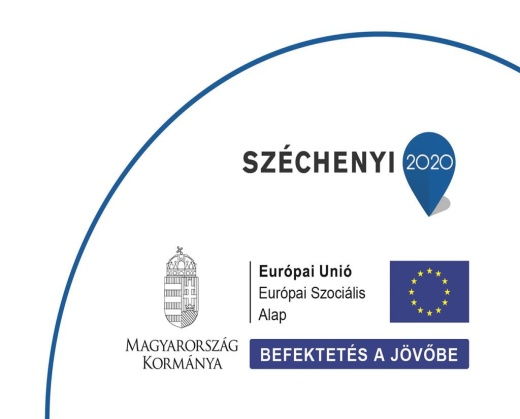 SZÉCHENYI 2020
Európai Unió
Európai Szociális
Alap
MAGYARORSZÁG
KORMÁNYA
BEFEKTETÉS A JÖVŐBE